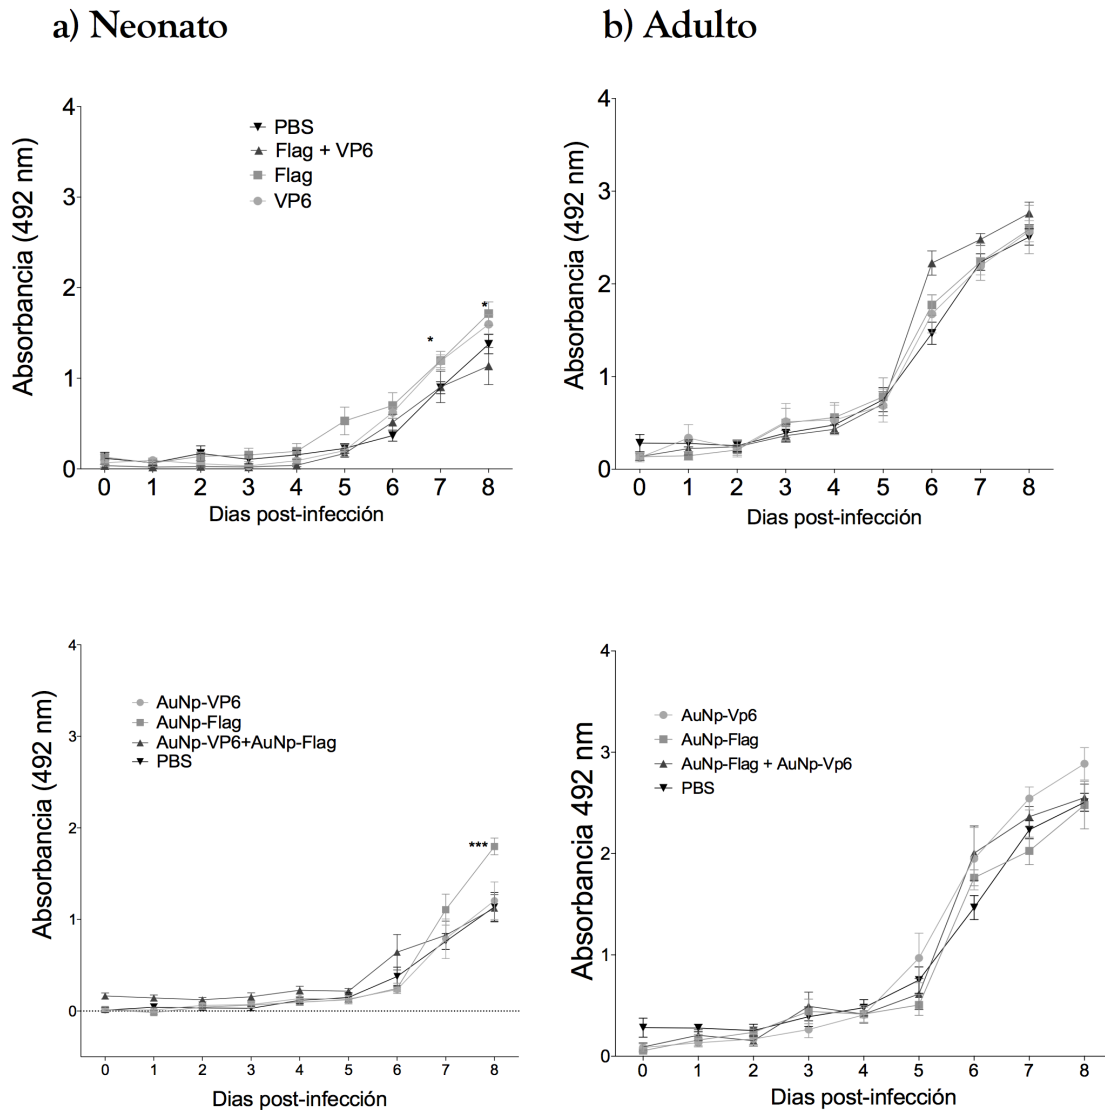 a) Neonato
b) Adulto
Absorbancia (492 nm)
4
3
2
1
0
PBS
Flag + VP6
Flag
VP6
*
*
0 1 2 3 4 5 6 7 8
Dias post-infección
Absorbancia (492 nm)
4
3
2
1
0
0 1 2 3 4 5 6 7 8
Dias post-infección
Absorbancia (492 nm)
4
3
2
1
0
AuNp-VP6
AuNp-Flag
AuNp-VP6+AuNp-Flag
PBS
***
0 1 2 3 4 5 6 7 8
Dias post-infección
Absorbancia 492 nm
4
3
2
1
0
AuNp-Vp6
AuNp-Flag
AuNp-Flag + AuNp-Vp6
PBS
0 1 2 3 4 5 6 7 8
Dias post-infección